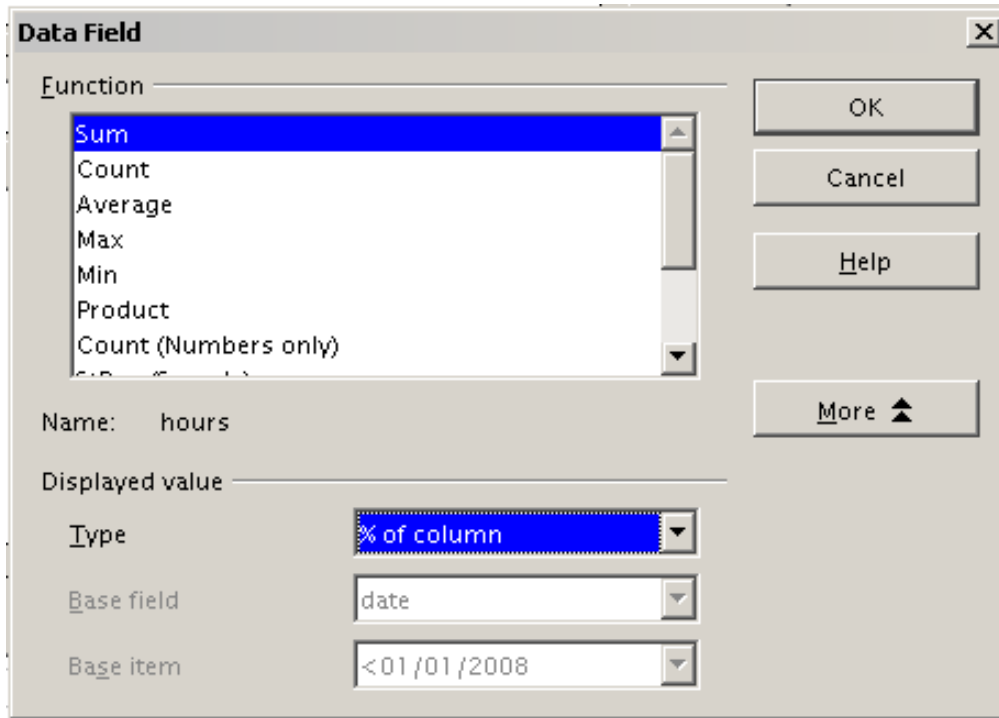 Data Field
Function
Sum
Count
Average
Max
Min
Product
Count (Numbers only)
OK
Cancel
Help
More
Name: hours
Displayed value
Type % of column
Base field date
Base item <01/01/2008